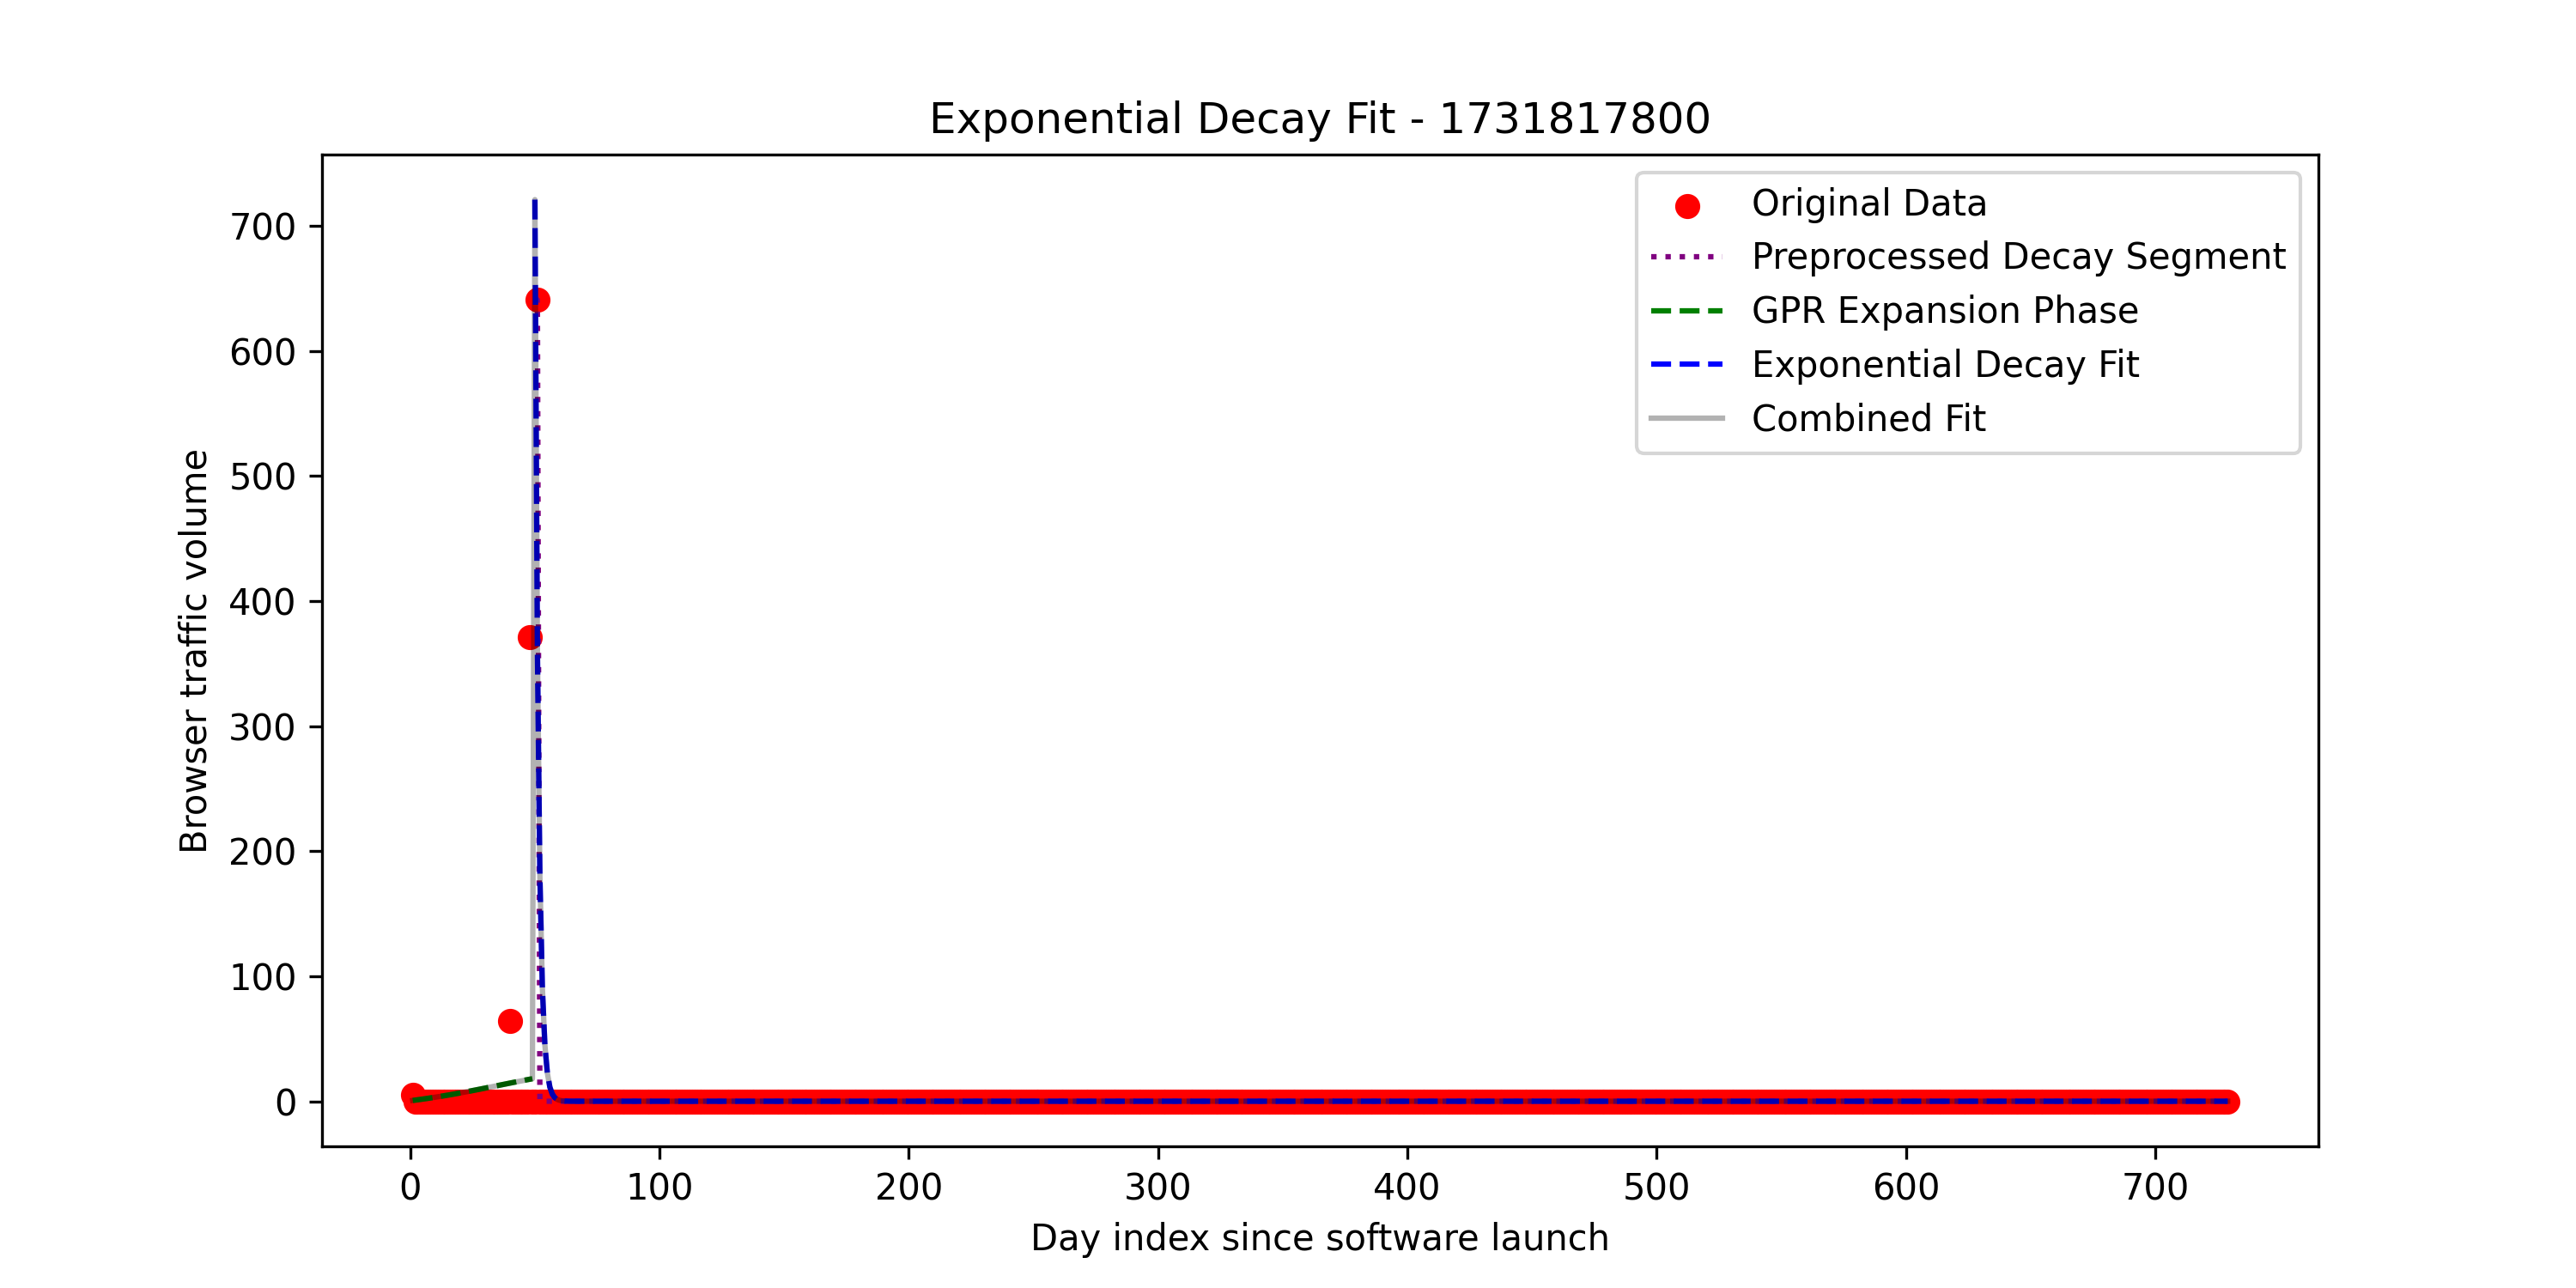 Exponential Decay Fit - 1731817800
Original Data
Preprocessed Decay Segment
GPR Expansion Phase
Exponential Decay Fit
Combined Fit
Browser traffic volume
700
600
500
400
300
200
100
0
0 100 200 300 400 500 600 700
Day index since software launch